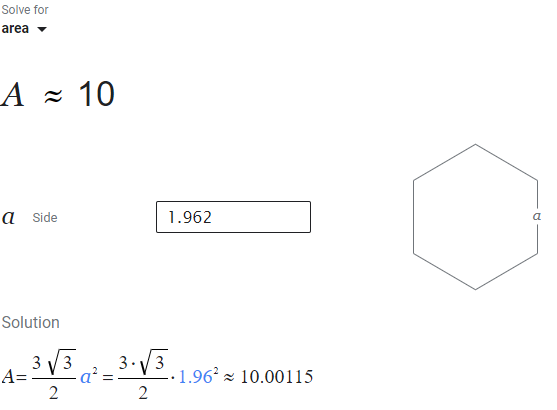 Solve for
area
A ≈ 10
a Side 1.962
a
Solution
A = 3√3/2 a² = 3·√3/2 · 1.96² ≈ 10.00115